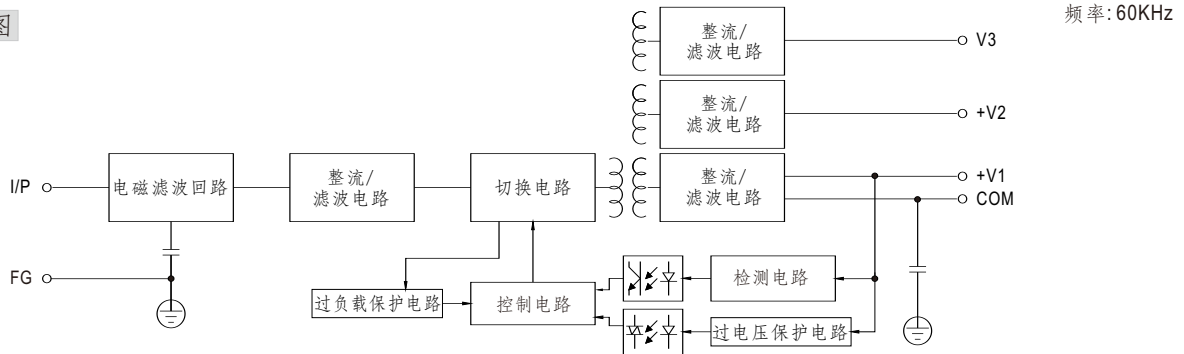 图
频率:60KHz
整流/
滤波电路
V3
整流/
滤波电路
+V2
I/P
电磁滤波回路
整流/
滤波电路
切换电路
整流/
滤波电路
+V1
COM
FG
过负载保护电路
控制电路
检测电路
过电压保护电路